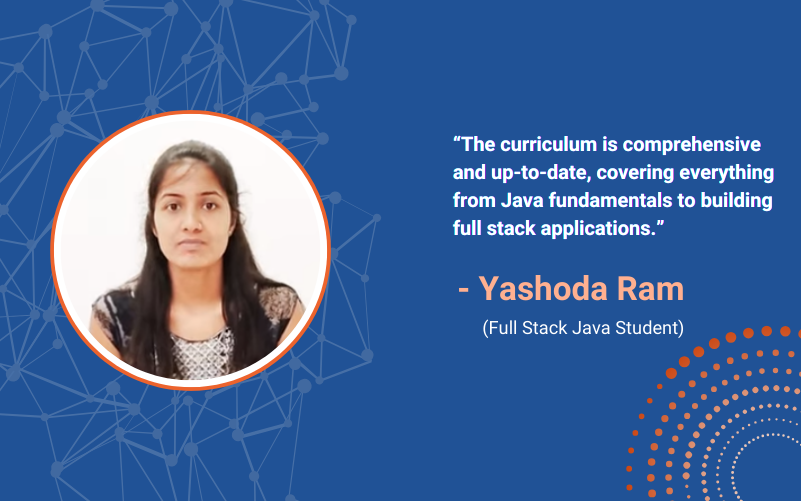 “The curriculum is comprehensive
and up-to-date, covering everything
from Java fundamentals to building
full stack applications.”
- Yashoda Ram
(Full Stack Java Student)